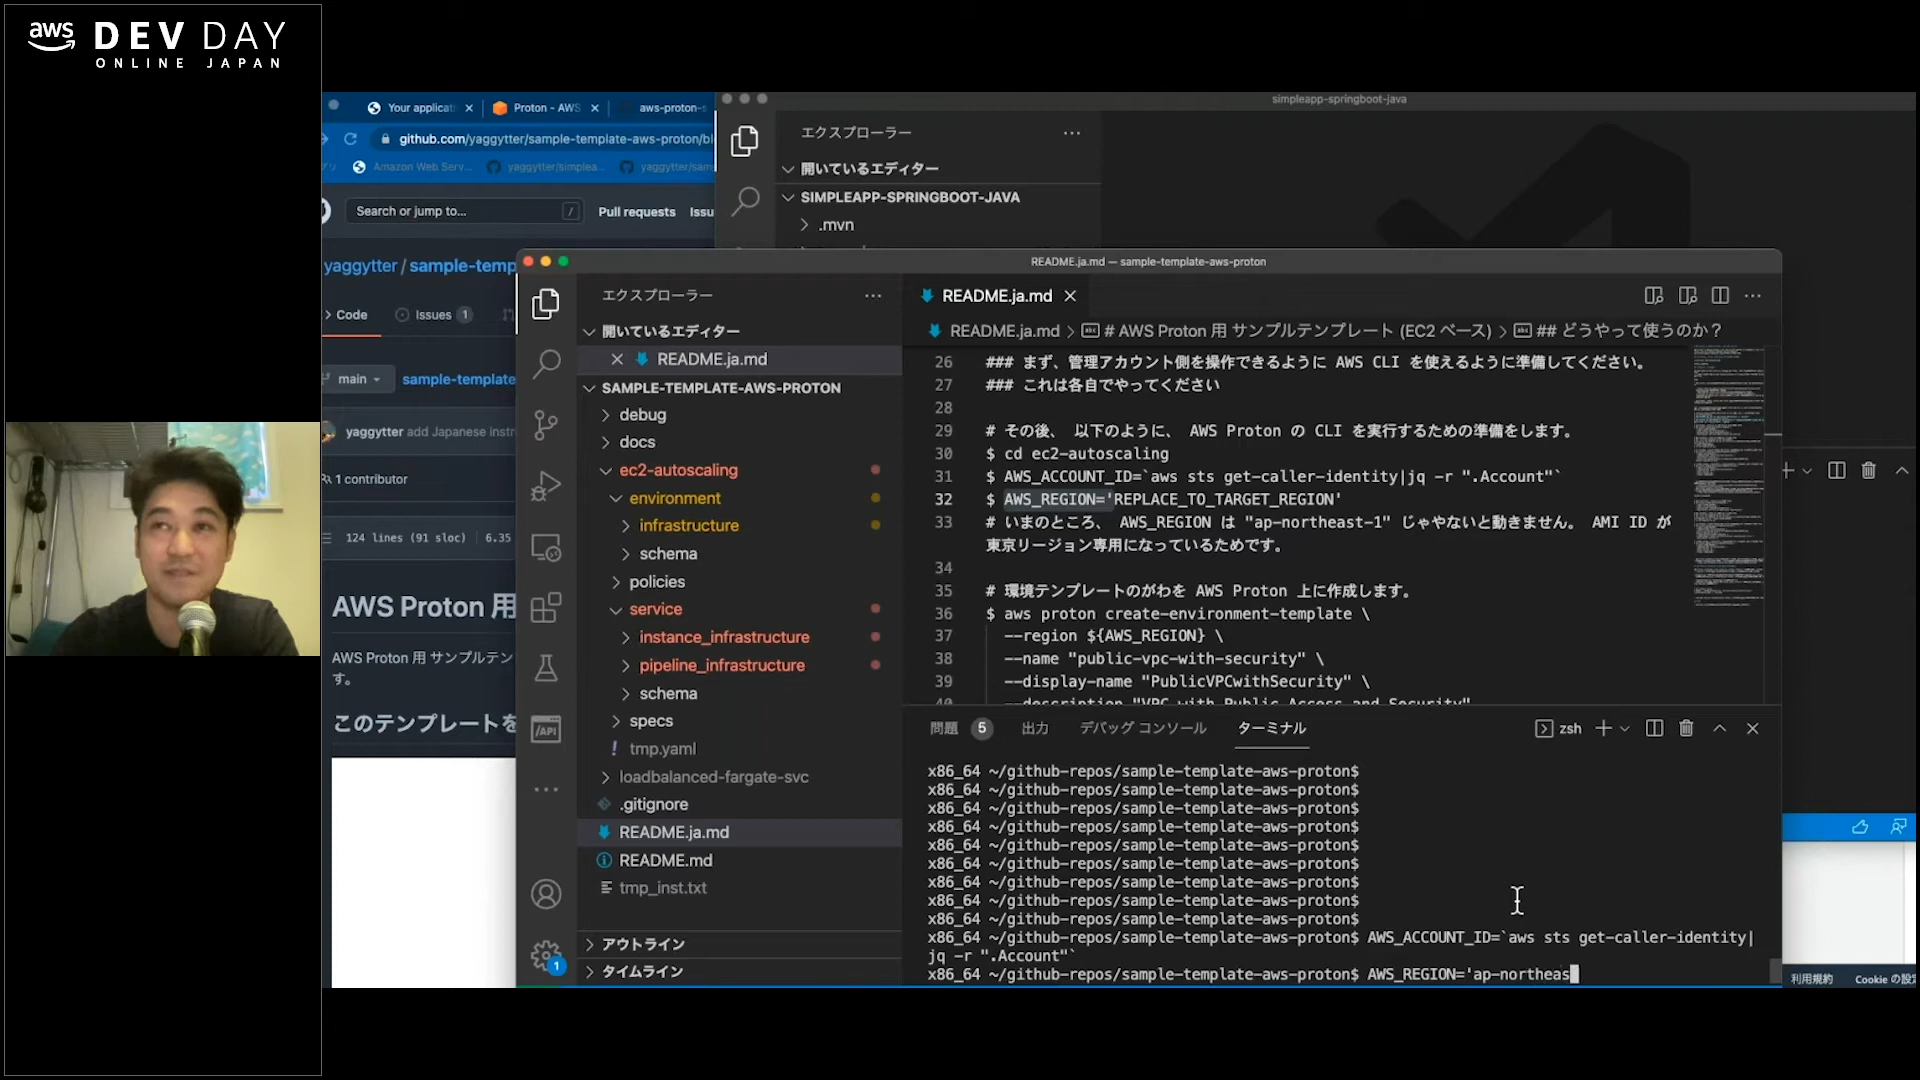 aws DEV DAY
ONLINE JAPAN
Your applicati
Proton - AWS
aws-proton-s
github.com/yaggytter/sample-template-aws-proton/bl
Amazon Web Serv...
yaggytter/simplea...
yaggytter/sam
Search or jump to...
/
Pull requests
Issu
yaggytter / sample-temp
Code
Issues 1
main
sample-template
yaggytter add Japanese instr
1 contributor
124 lines (91 sloc)
6.35
AWS Proton 用
AWS Proton 用 サンプルテン
す。
このテンプレートを
simpleapp-springboot-java
エクスプローラー
開いているエディター
SIMPLEAPP-SPRINGBOOT-JAVA
.mvn
README.ja.md — sample-template-aws-proton
エクスプローラー
開いているエディター
README.ja.md
SAMPLE-TEMPLATE-AWS-PROTON
debug
docs
ec2-autoscaling
environment
infrastructure
schema
policies
service
instance_infrastructure
pipeline_infrastructure
schema
specs
! tmp.yaml
loadbalanced-fargate-svc
.gitignore
README.ja.md
README.md
tmp_inst.txt
アウトライン
タイムライン
/API
1
README.ja.md
README.ja.md > # AWS Proton 用 サンプルテンプレート (EC2 ベース) > ## どうやって使うのか？
26 ### まず、管理アカウント側を操作できるように AWS CLI を使えるように準備してください。
27 ### これは各自でやってください
28
29 # その後、 以下のように、 AWS Proton の CLI を実行するための準備をします。
30 $ cd ec2-autoscaling
31 $ AWS_ACCOUNT_ID=`aws sts get-caller-identity|jq -r ".Account"`
32 $ AWS_REGION='REPLACE_TO_TARGET_REGION'
33 # いまのところ、 AWS_REGION は "ap-northeast-1" じゃやないと動きません。 AMI ID が
東京リージョン専用になっているためです。
34
35 # 環境テンプレートのがわを AWS Proton 上に作成します。
36 $ aws proton create-environment-template \
37 --region ${AWS_REGION} \
38 --name "public-vpc-with-security" \
39 --display-name "PublicVPCwithSecurity" \
40 --description "VPC with Public Access and Security"
問題 5 出力 デバッグ コンソール ターミナル
zsh
x86_64 ~/github-repos/sample-template-aws-proton$
x86_64 ~/github-repos/sample-template-aws-proton$
x86_64 ~/github-repos/sample-template-aws-proton$
x86_64 ~/github-repos/sample-template-aws-proton$
x86_64 ~/github-repos/sample-template-aws-proton$
x86_64 ~/github-repos/sample-template-aws-proton$
x86_64 ~/github-repos/sample-template-aws-proton$
x86_64 ~/github-repos/sample-template-aws-proton$
x86_64 ~/github-repos/sample-template-aws-proton$
x86_64 ~/github-repos/sample-template-aws-proton$ AWS_ACCOUNT_ID=`aws sts get-caller-identity|
jq -r ".Account"`
x86_64 ~/github-repos/sample-template-aws-proton$ AWS_REGION='ap-northeas
利用規約
Cookie の設定